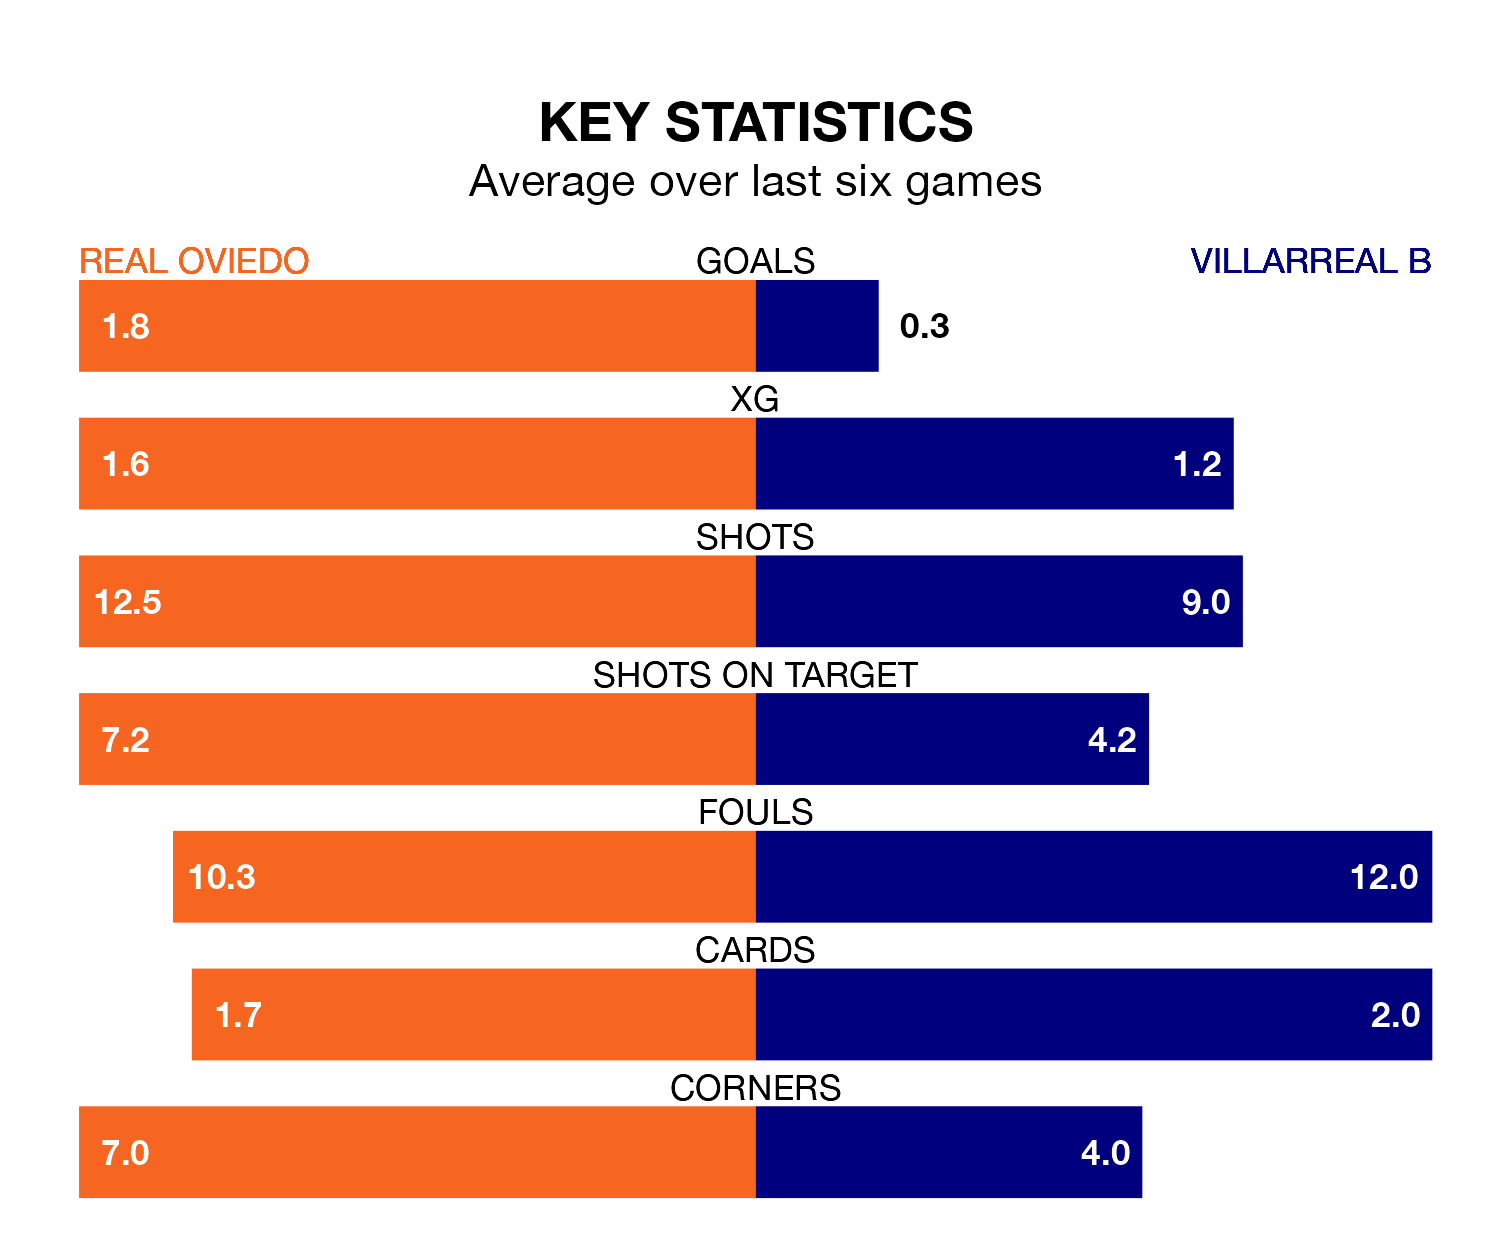 KEY STATISTICS
Average over last six games
REAL OVIEDO GOALS VILLARREAL B
1.8 0.3
XG
1.6 1.2
SHOTS
12.5 9.0
SHOTS ON TARGET
7.2 4.2
FOULS
10.3 12.0
CARDS
1.7 2.0
CORNERS
7.0 4.0